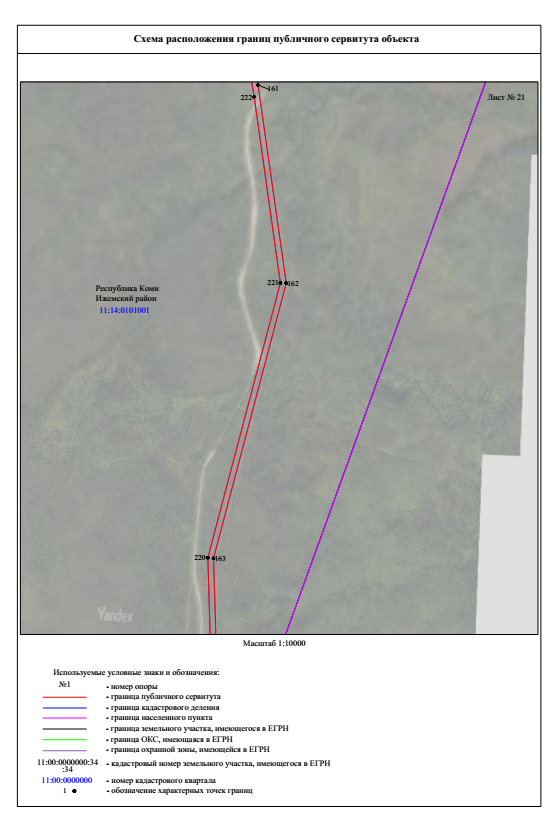 Схема расположения границ публичного сервитута объекта
161
222
Лист № 21
221
162
Республика Коми
Ижемский район
11:14:0101001
220
163
Yandex
Масштаб 1:10000
Используемые условные знаки и обозначения:
№1 - номер опоры
- граница публичного сервитута
- граница кадастрового деления
- граница населенного пункта
- граница земельного участка, имеющегося в ЕГРН
- граница ОКС, имеющаяся в ЕГРН
- граница охранной зоны, имеющейся в ЕГРН
11:00:0000000:34 - кадастровый номер земельного участка, имеющегося в ЕГРН
:34
11:00:0000000 - номер кадастрового квартала
1 - обозначение характерных точек границ